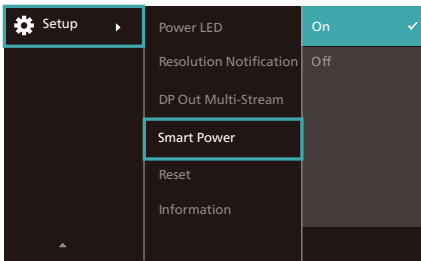 Setup
Power LED
Resolution Notification
DP Out Multi-Stream
Smart Power
Reset
Information
On
Off